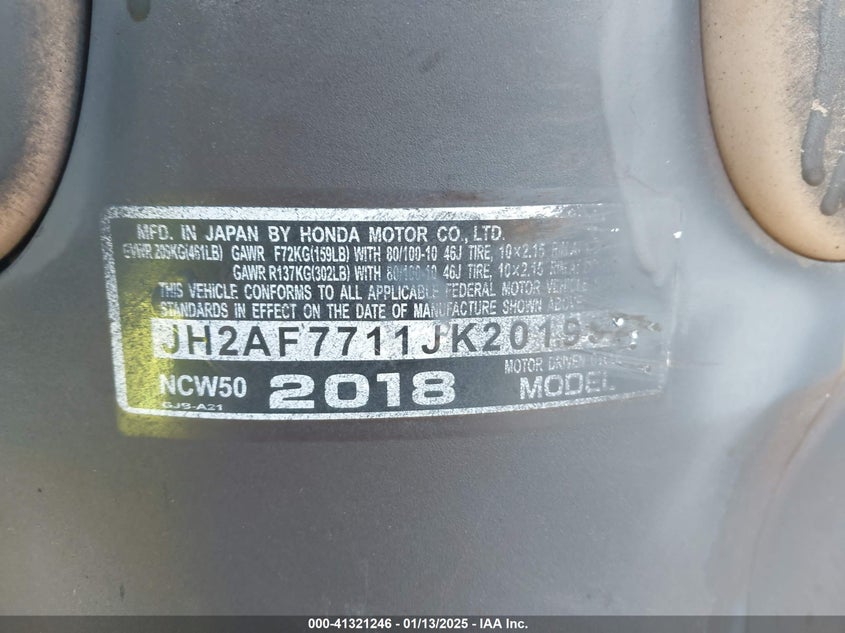 MFD. IN JAPAN BY HONDA MOTOR CO., LTD.
GVWR 209KG(461LB) GAWR F72KG(159LB) WITH 80/100-10 46J TIRE, 10×2.15
GAWR R137KG(302LB) WITH 80/100-10 46J TIRE, 10×2.15
THIS VEHICLE CONFORMS TO ALL APPLICABLE FEDERAL MOTOR VEHICLE
STANDARDS IN EFFECT ON THE DATE OF MANUFACTURE SHOWN ABOVE
MOTOR DRIVEN
NCW50 2018 MODEL
GJ9-A21
000-41321246 - 01/13/2025 - IAA Inc.